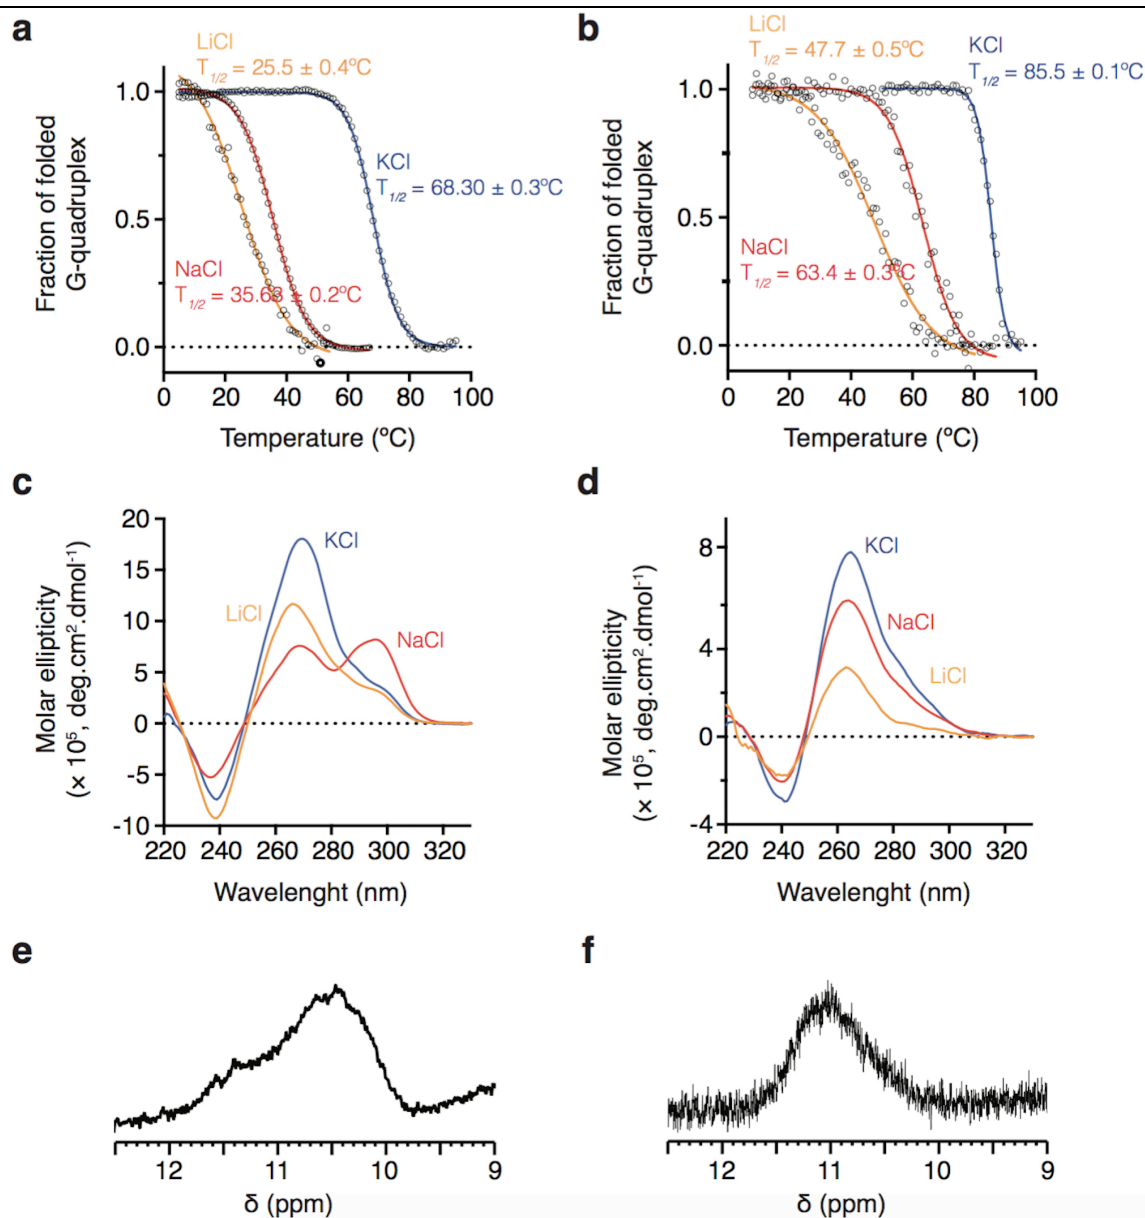 a
LiCl
T1/2 = 25.5 ± 0.4ºC
KCl
T1/2 = 68.30 ± 0.3ºC
NaCl
T1/2 = 35.63 ± 0.2ºC
Fraction of folded
G-quadruplex
1.0
0.5
0.0
0 20 40 60 80 100
Temperature (ºC)
b
LiCl
T1/2 = 47.7 ± 0.5ºC
KCl
T1/2 = 85.5 ± 0.1ºC
NaCl
T1/2 = 63.4 ± 0.3ºC
Fraction of folded
G-quadruplex
1.0
0.5
0.0
0 20 40 60 80 100
Temperature (ºC)
c
KCl
LiCl
NaCl
Molar ellipticity
(× 10⁵, deg.cm².dmol⁻¹)
20
15
10
5
0
-5
-10
220 240 260 280 300 320
Wavelenght (nm)
d
KCl
NaCl
LiCl
Molar ellipticity
(× 10⁵, deg.cm².dmol⁻¹)
8
4
0
-4
220 240 260 280 300 320
Wavelenght (nm)
e
12 11 10 9
δ (ppm)
f
12 11 10 9
δ (ppm)